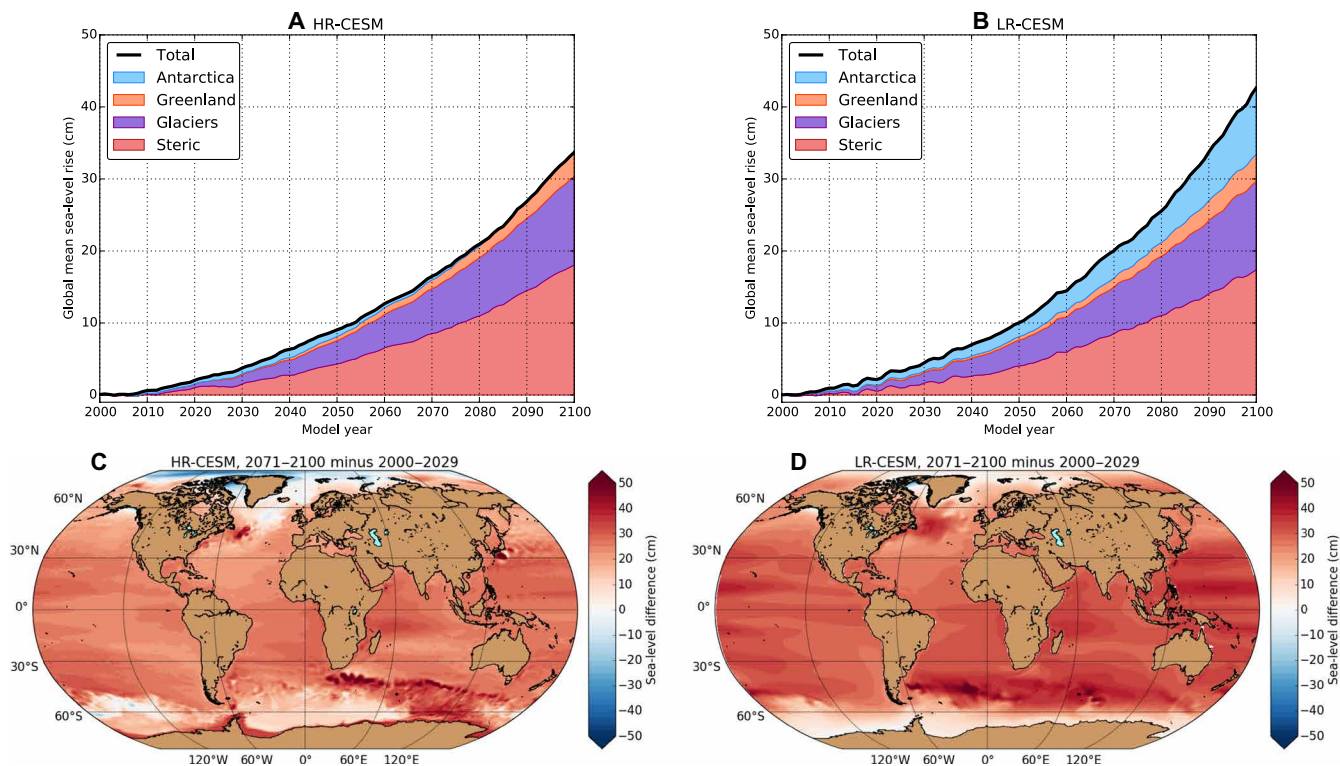 A HR-CESM
50
40
30
20
10
0
Global mean sea-level rise (cm)
Total
Antarctica
Greenland
Glaciers
Steric
2000 2010 2020 2030 2040 2050 2060 2070 2080 2090 2100
Model year
B LR-CESM
50
40
30
20
10
0
Global mean sea-level rise (cm)
Total
Antarctica
Greenland
Glaciers
Steric
2000 2010 2020 2030 2040 2050 2060 2070 2080 2090 2100
Model year
C
HR-CESM, 2071–2100 minus 2000–2029
60°N
30°N
0°
30°S
60°S
120°W 60°W 0° 60°E 120°E
50
40
30
20
10
0
−10
−20
−30
−40
−50
Sea-level difference (cm)
D
LR-CESM, 2071–2100 minus 2000–2029
60°N
30°N
0°
30°S
60°S
120°W 60°W 0° 60°E 120°E
50
40
30
20
10
0
−10
−20
−30
−40
−50
Sea-level difference (cm)